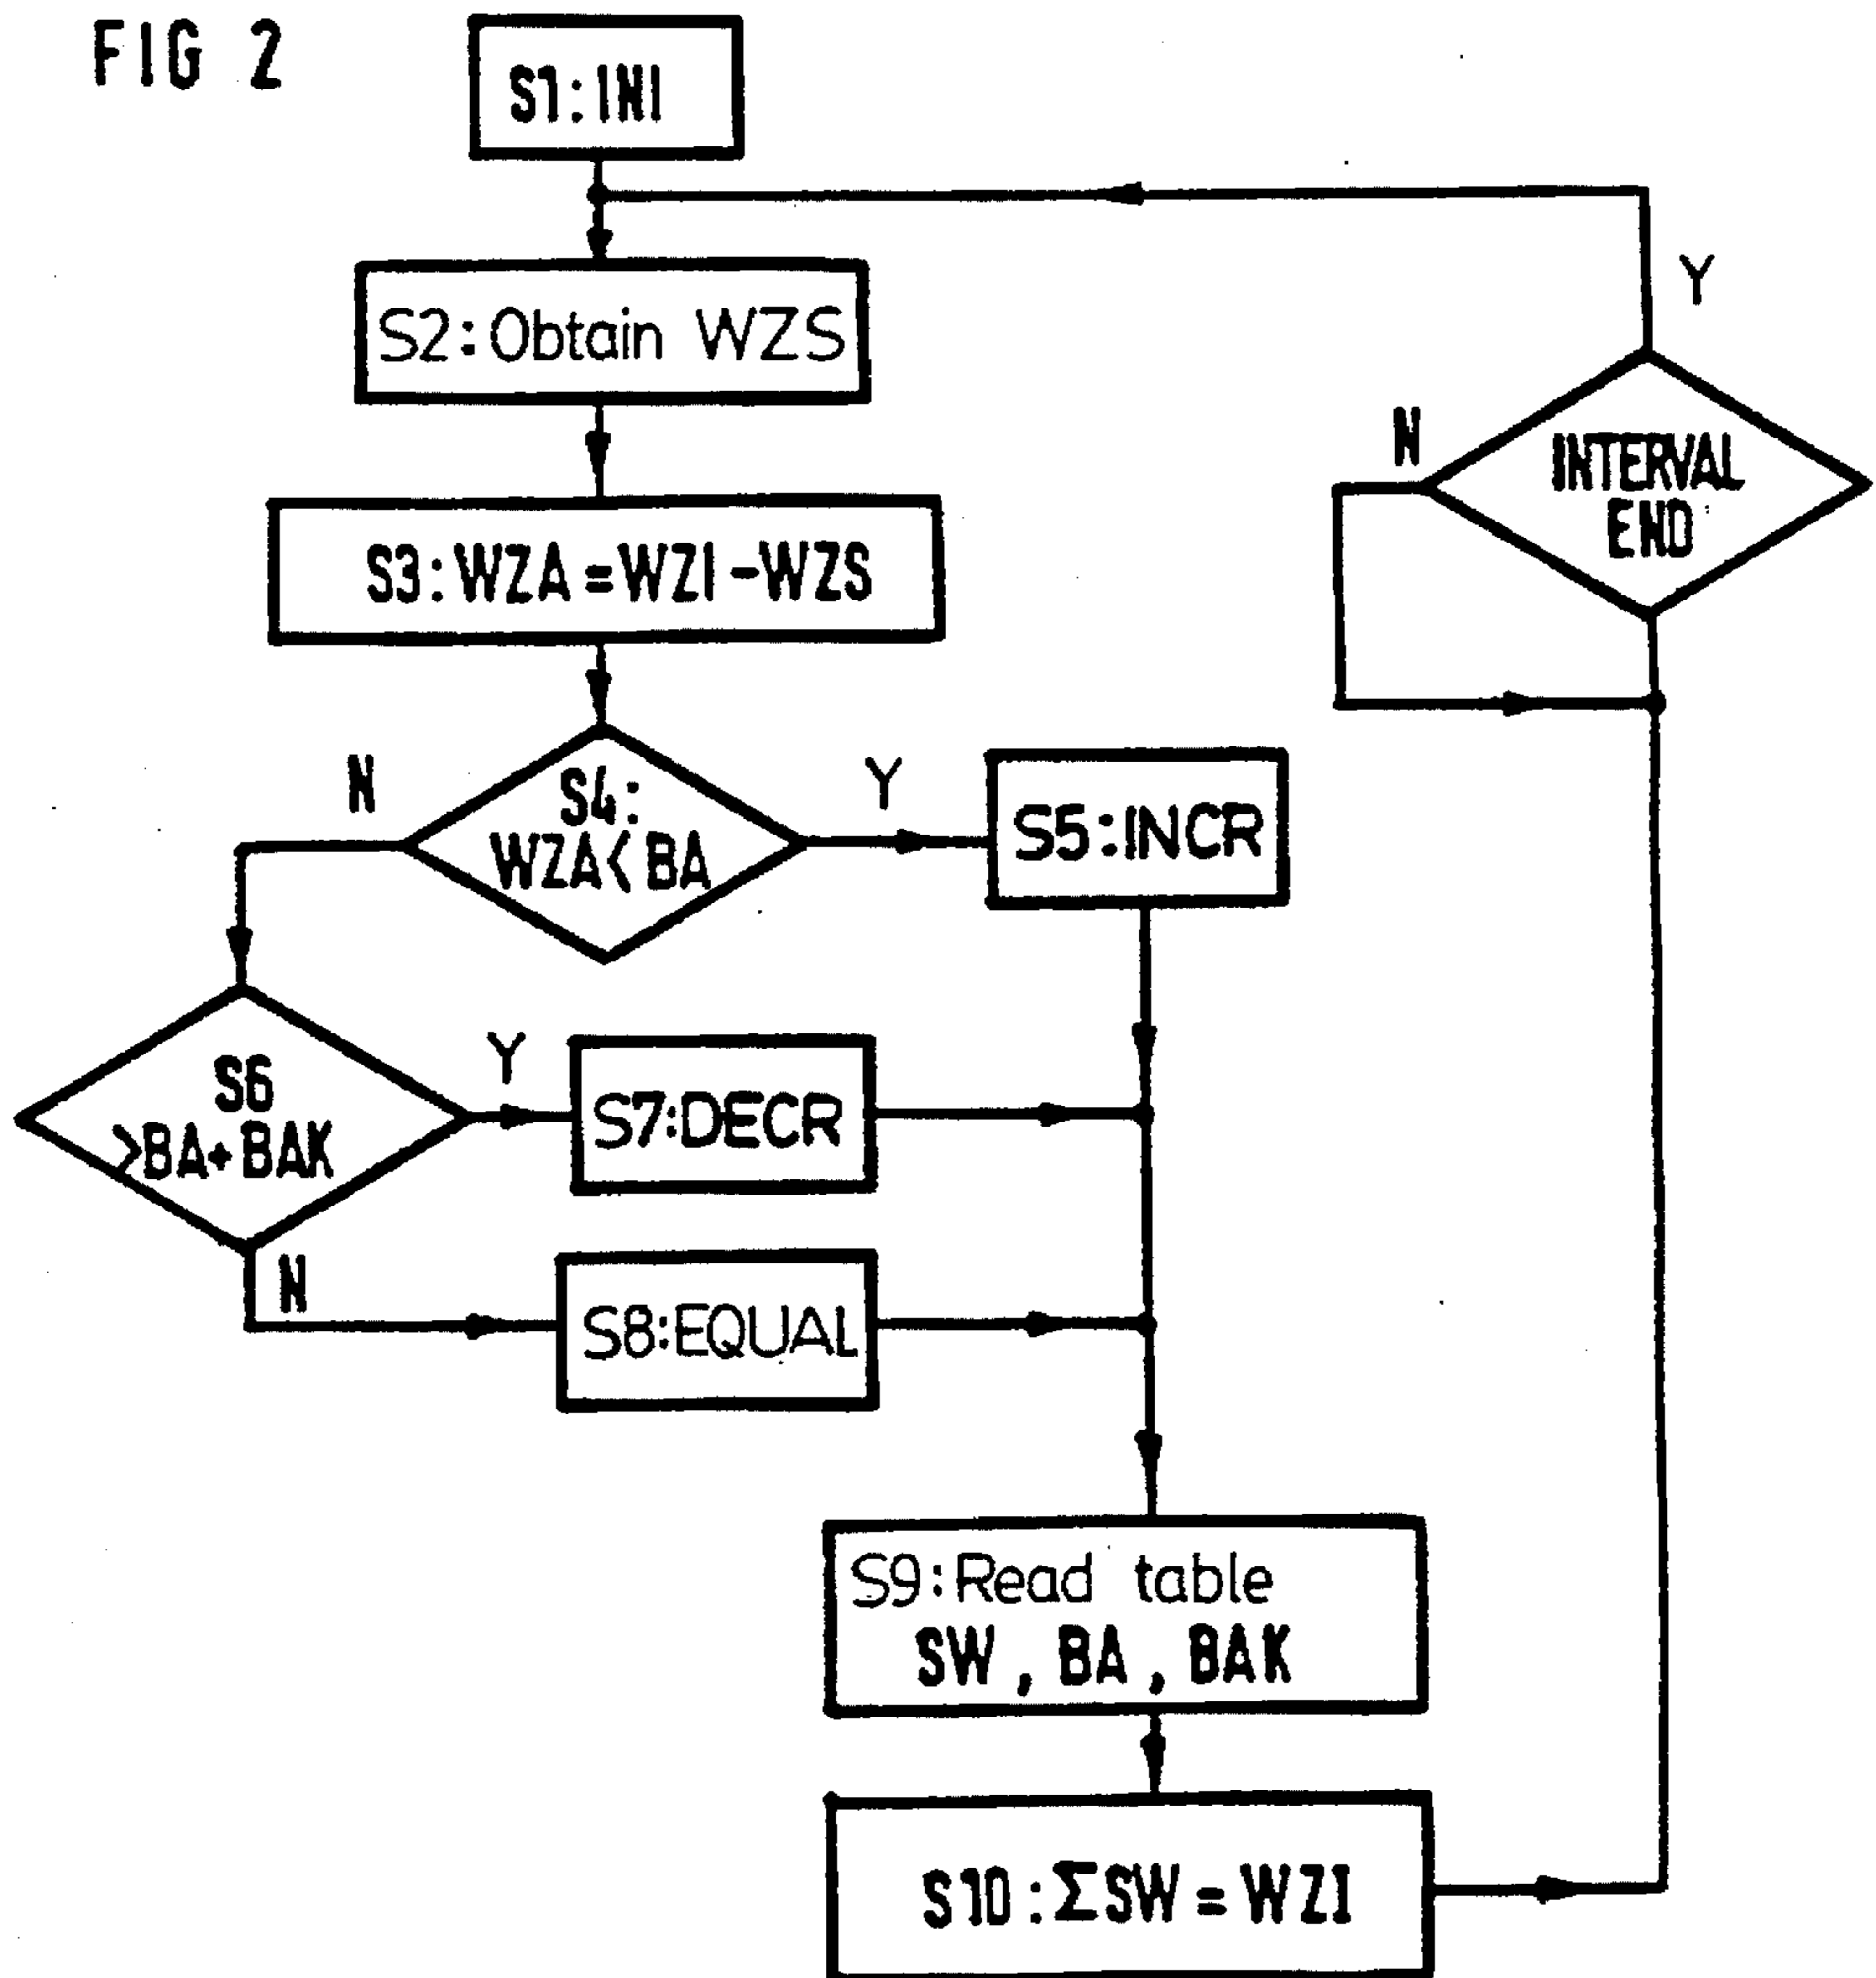 FIG 2
S1:INI
S2:Obtain WZS
Y
N
INTERVAL
END
S3:WZA=WZI-WZS
N
S4:
WZA<BA
Y
S5:INCR
S6
>BA+BAK
Y
S7:DECR
N
S8:EQUAL
S9:Read table
SW, BA, BAK
S10:ΣSW=WZI